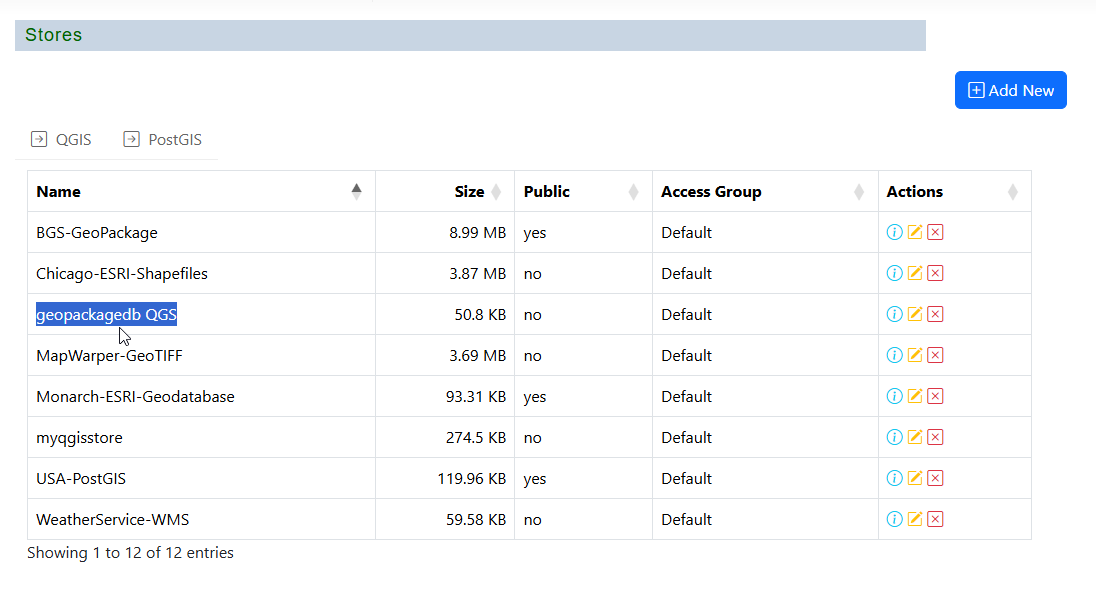 Stores
Add New
QGIS PostGIS
Name Size Public Access Group Actions
BGS-GeoPackage 8.99 MB yes Default
Chicago-ESRI-Shapefiles 3.87 MB no Default
geopackagedb QGS 50.8 KB no Default
MapWarper-GeoTIFF 3.69 MB no Default
Monarch-ESRI-Geodatabase 93.31 KB yes Default
myqgisstore 274.5 KB no Default
USA-PostGIS 119.96 KB yes Default
WeatherService-WMS 59.58 KB no Default
Showing 1 to 12 of 12 entries